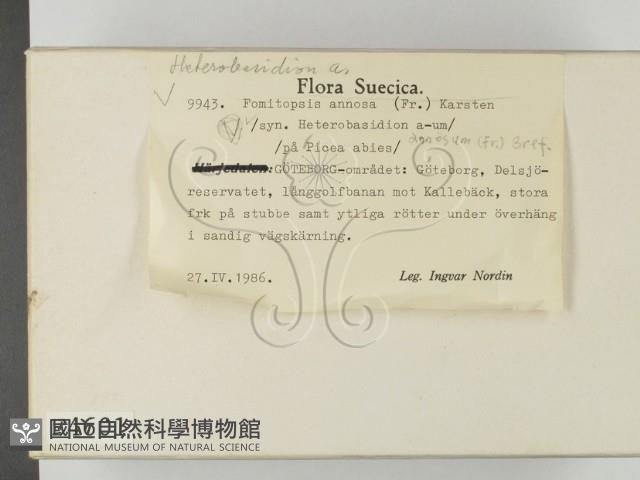 Heterobasidion an
Flora Suecica.
9943. Fomitopsis annosa (Fr.) Karsten
/syn. Heterobasidion a-um/
annosum (Fr.) Bref.
/på Picea abies/
Härjedalen:GÖTEBORG-området: Göteborg, Delsjö-
reservatet, långgolfbanan mot Kallebäck, stora
frk på stubbe samt ytliga rötter under överhäng
i sandig vägskärning.
27.IV.1986. Leg. Ingvar Nordin
國立自然科學博物館
NATIONAL MUSEUM OF NATURAL SCIENCE